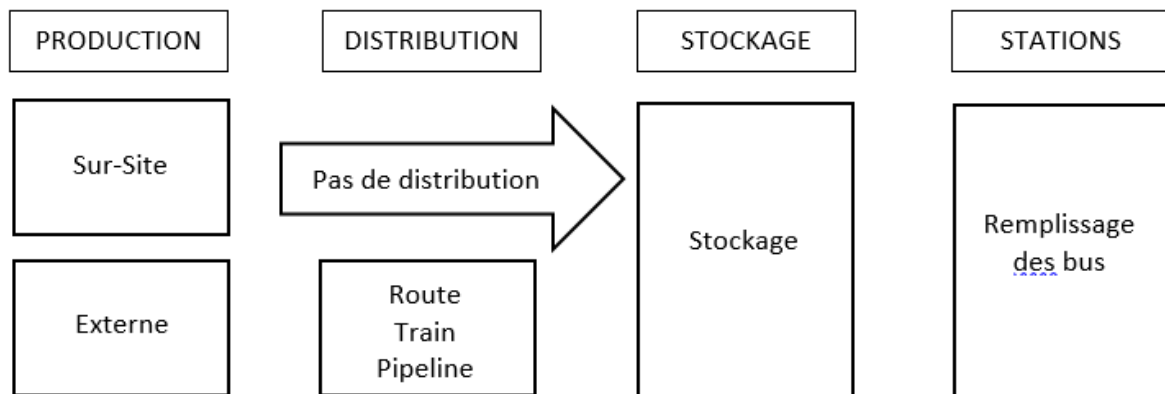 PRODUCTION
DISTRIBUTION
STOCKAGE
STATIONS
Sur-Site
Pas de distribution
Stockage
Remplissage
des bus
Externe
Route
Train
Pipeline